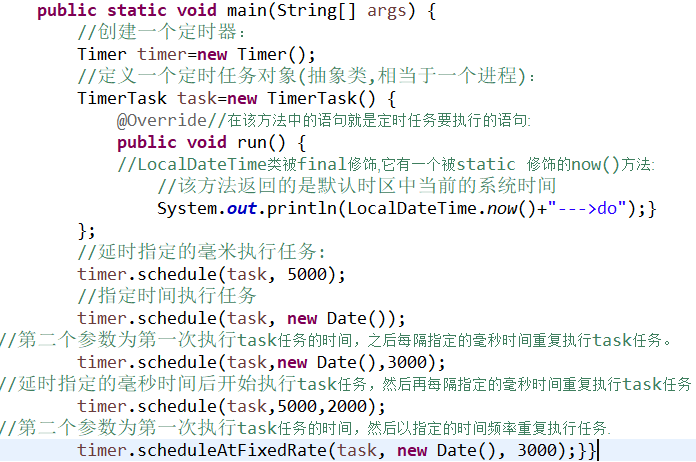 public static void main(String[] args) {
//创建一个定时器:
Timer timer=new Timer();
//定义一个定时任务对象(抽象类,相当于一个进程):
TimerTask task=new TimerTask() {
@Override//在该方法中的语句就是定时任务要执行的语句:
public void run() {
//LocalDateTime类被final修饰,它有一个被static 修饰的now()方法:
//该方法返回的是默认时区中当前的系统时间
System.out.println(LocalDateTime.now()+"--->do");}
};
//延时指定的毫米执行任务:
timer.schedule(task, 5000);
//指定时间执行任务
timer.schedule(task, new Date());
//第二个参数为第一次执行task任务的时间，之后每隔指定的毫秒时间重复执行task任务。
timer.schedule(task,new Date(),3000);
//延时指定的毫秒时间后开始执行task任务，然后再每隔指定的毫秒时间重复执行task任务
timer.schedule(task,5000,2000);
//第二个参数为第一次执行task任务的时间，然后以指定的时间频率重复执行任务.
timer.scheduleAtFixedRate(task, new Date(), 3000);}}